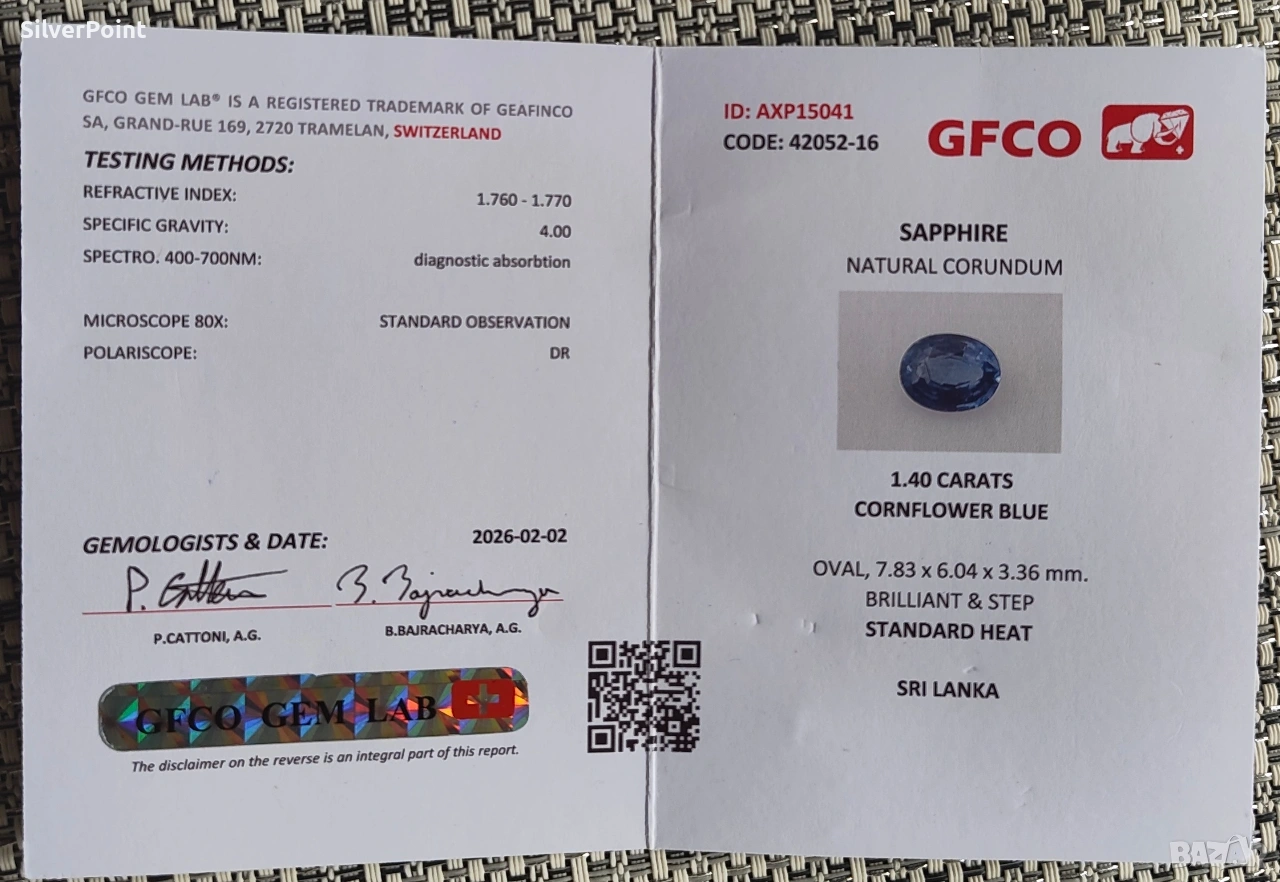 SilverPoint
GFCO GEM LAB® IS A REGISTERED TRADEMARK OF GEAFINCO
SA, GRAND-RUE 169, 2720 TRAMELAN, SWITZERLAND
TESTING METHODS:
REFRACTIVE INDEX: 1.760 - 1.770
SPECIFIC GRAVITY: 4.00
SPECTRO. 400-700NM: diagnostic absorbtion
MICROSCOPE 80X: STANDARD OBSERVATION
POLARISCOPE: DR
GEMOLOGISTS & DATE: 2026-02-02
P. Cattoni B. Bajracharya
P.CATTONI, A.G. B.BAJRACHARYA, A.G.
GFCO GEM LAB
The disclaimer on the reverse is an integral part of this report.
ID: AXP15041
CODE: 42052-16
GFCO
SAPPHIRE
NATURAL CORUNDUM
1.40 CARATS
CORNFLOWER BLUE
OVAL, 7.83 x 6.04 x 3.36 mm.
BRILLIANT & STEP
STANDARD HEAT
SRI LANKA
BAZAR